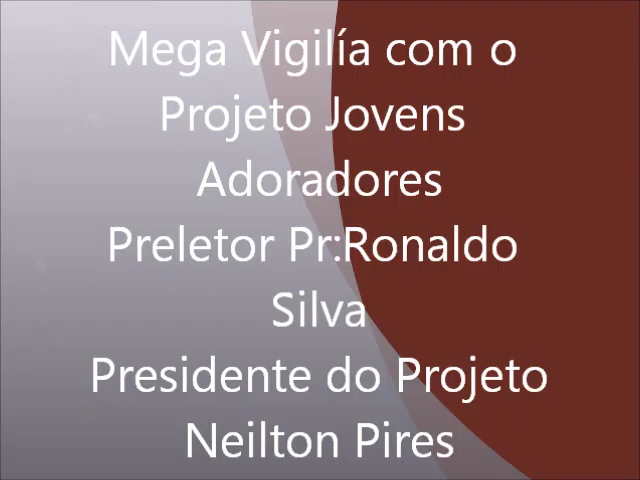 Mega Vigilía com o
Projeto Jovens
Adoradores
Preletor Pr:Ronaldo
Silva
Presidente do Projeto
Neilton Pires